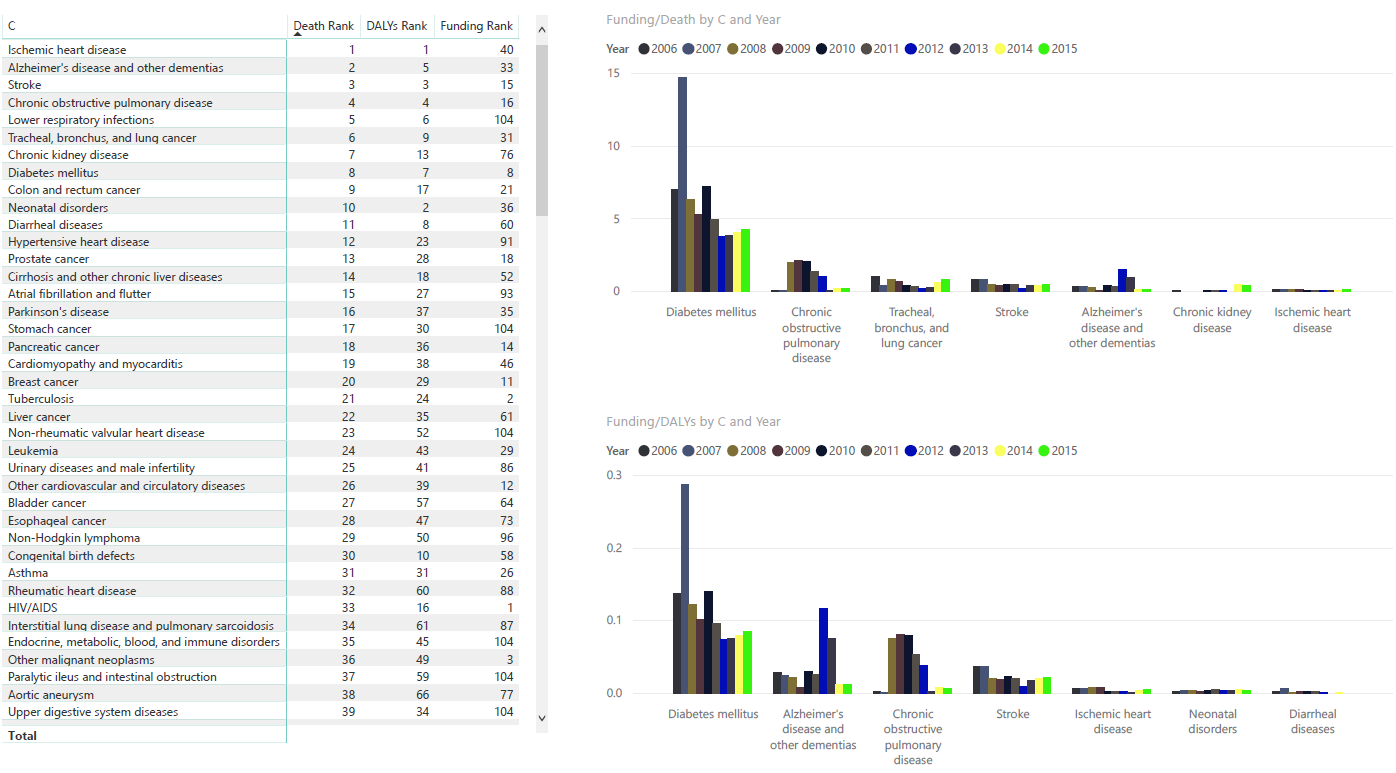 C Death Rank DALYs Rank Funding Rank
Ischemic heart disease 1 1 40
Alzheimer's disease and other dementias 2 5 33
Stroke 3 3 15
Chronic obstructive pulmonary disease 4 4 16
Lower respiratory infections 5 6 104
Tracheal, bronchus, and lung cancer 6 9 31
Chronic kidney disease 7 13 76
Diabetes mellitus 8 7 8
Colon and rectum cancer 9 17 21
Neonatal disorders 10 2 36
Diarrheal diseases 11 8 60
Hypertensive heart disease 12 23 91
Prostate cancer 13 28 18
Cirrhosis and other chronic liver diseases 14 18 52
Atrial fibrillation and flutter 15 27 93
Parkinson's disease 16 37 35
Stomach cancer 17 30 104
Pancreatic cancer 18 36 14
Cardiomyopathy and myocarditis 19 38 46
Breast cancer 20 29 11
Tuberculosis 21 24 2
Liver cancer 22 35 61
Non-rheumatic valvular heart disease 23 52 104
Leukemia 24 43 29
Urinary diseases and male infertility 25 41 86
Other cardiovascular and circulatory diseases 26 39 12
Bladder cancer 27 57 64
Esophageal cancer 28 47 73
Non-Hodgkin lymphoma 29 50 96
Congenital birth defects 30 10 58
Asthma 31 31 26
Rheumatic heart disease 32 60 88
HIV/AIDS 33 16 1
Interstitial lung disease and pulmonary sarcoidosis 34 61 87
Endocrine, metabolic, blood, and immune disorders 35 45 104
Other malignant neoplasms 36 49 3
Paralytic ileus and intestinal obstruction 37 59 104
Aortic aneurysm 38 66 77
Upper digestive system diseases 39 34 104
Total
Funding/Death by C and Year
Year 2006 2007 2008 2009 2010 2011 2012 2013 2014 2015
15
10
5
0
Diabetes mellitus Chronic Tracheal, Stroke Alzheimer's Chronic kidney Ischemic heart
obstructive bronchus, and disease and disease disease
pulmonary lung cancer other dementias
disease
Funding/DALYs by C and Year
Year 2006 2007 2008 2009 2010 2011 2012 2013 2014 2015
0.3
0.2
0.1
0.0
Diabetes mellitus Alzheimer's Chronic Stroke Ischemic heart Neonatal Diarrheal
disease and obstructive disease disorders diseases
other dementias pulmonary
disease